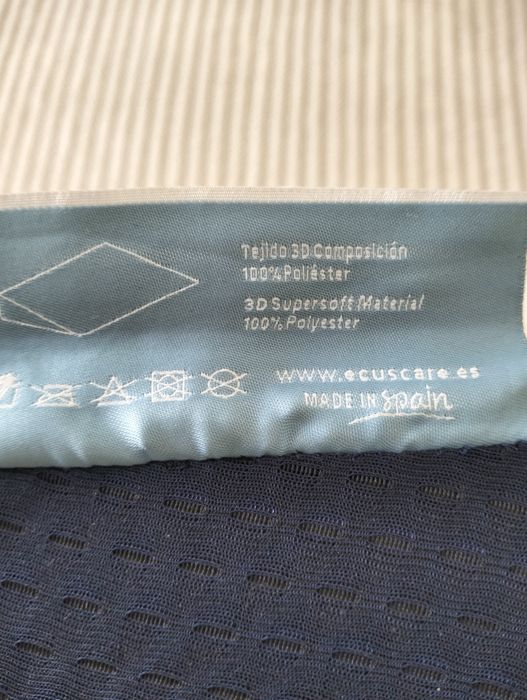 Tejido 3D Composición
100% Poliéster
3D Supersoft Material
100% Polyester
www.ecuscare.es
MADE IN Spain